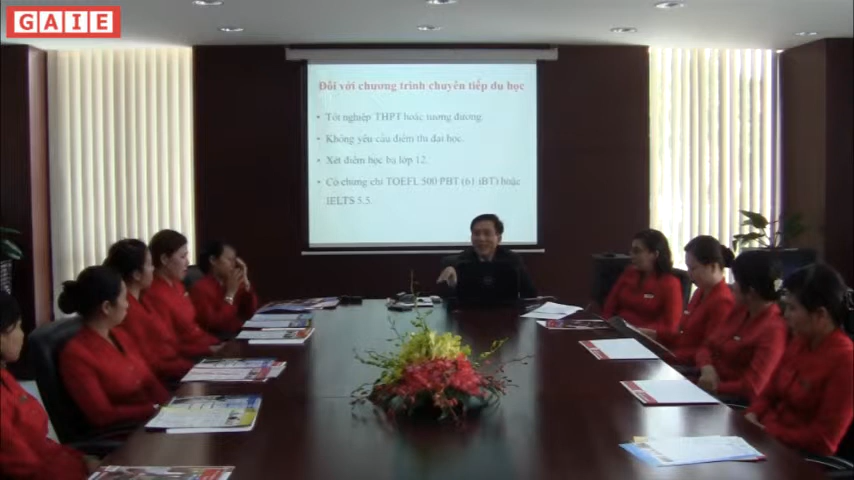 GAIE
Đối với chương trình chuyển tiếp du học
• Tốt nghiệp THPT hoặc tương đương.
• Không yêu cầu điểm thi đại học.
• Xét điểm học bạ lớp 12.
• Có chứng chỉ TOEFL 500 PBT (61 iBT) hoặc
IELTS 5.5.